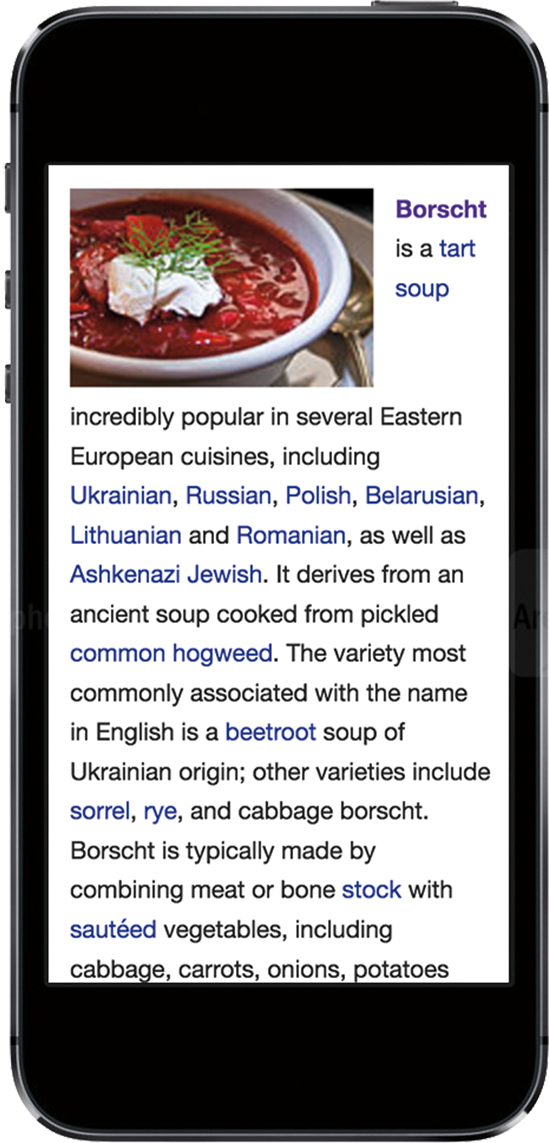 Borscht
is a tart
soup
incredibly popular in several Eastern
European cuisines, including
Ukrainian, Russian, Polish, Belarusian,
Lithuanian and Romanian, as well as
Ashkenazi Jewish. It derives from an
ancient soup cooked from pickled
common hogweed. The variety most
commonly associated with the name
in English is a beetroot soup of
Ukrainian origin; other varieties include
sorrel, rye, and cabbage borscht.
Borscht is typically made by
combining meat or bone stock with
sautéed vegetables, including
cabbage, carrots, onions, potatoes